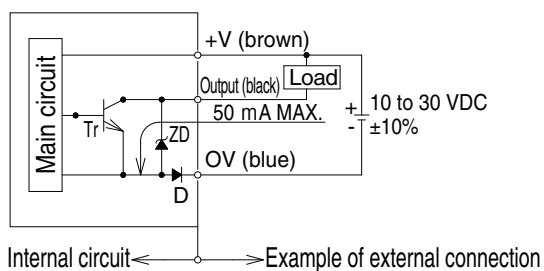 +V (brown)
Main circuit
Output (black)
Load
50 mA MAX.
+ 10 to 30 VDC
- ±10%
Tr
ZD
OV (blue)
D
Internal circuit
Example of external connection